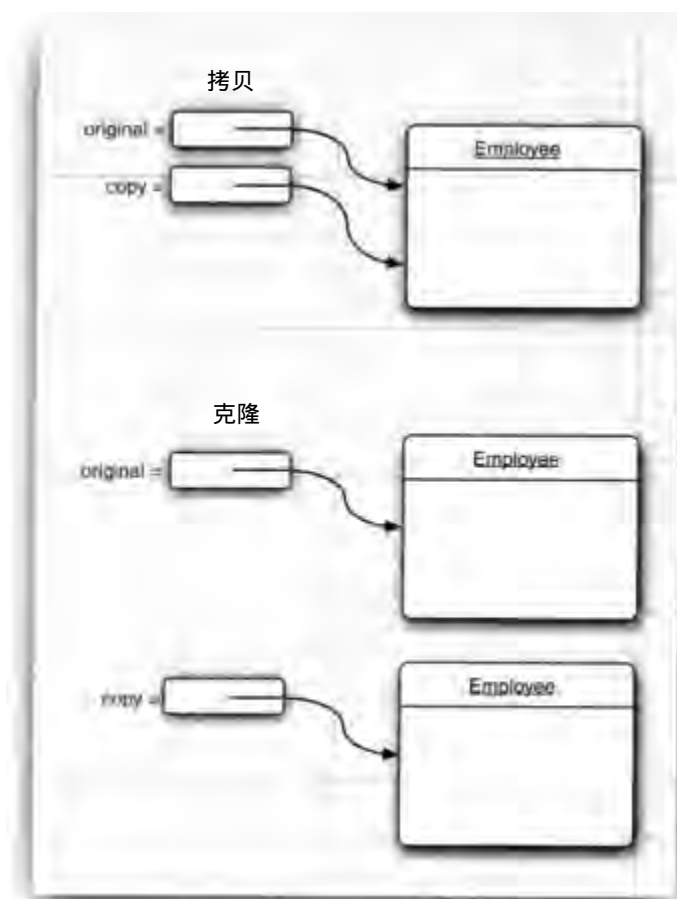 拷贝
original =
Employee
copy =
克隆
original =
Employee
copy =
Employee